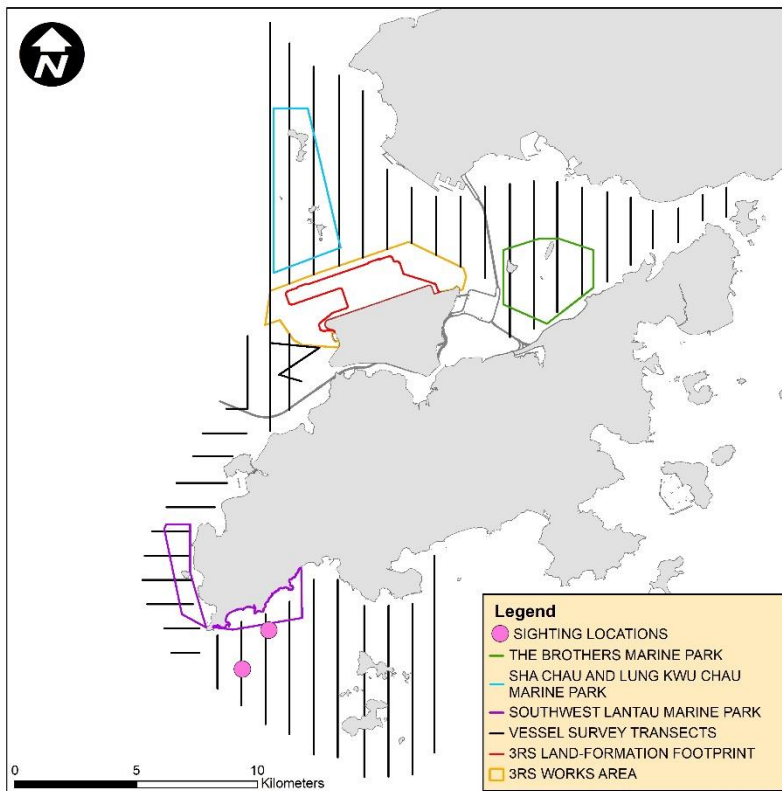 N
Legend
SIGHTING LOCATIONS
THE BROTHERS MARINE PARK
SHA CHAU AND LUNG KWU CHAU
MARINE PARK
SOUTHWEST LANTAU MARINE PARK
VESSEL SURVEY TRANSECTS
3RS LAND-FORMATION FOOTPRINT
3RS WORKS AREA
0 5 10
Kilometers